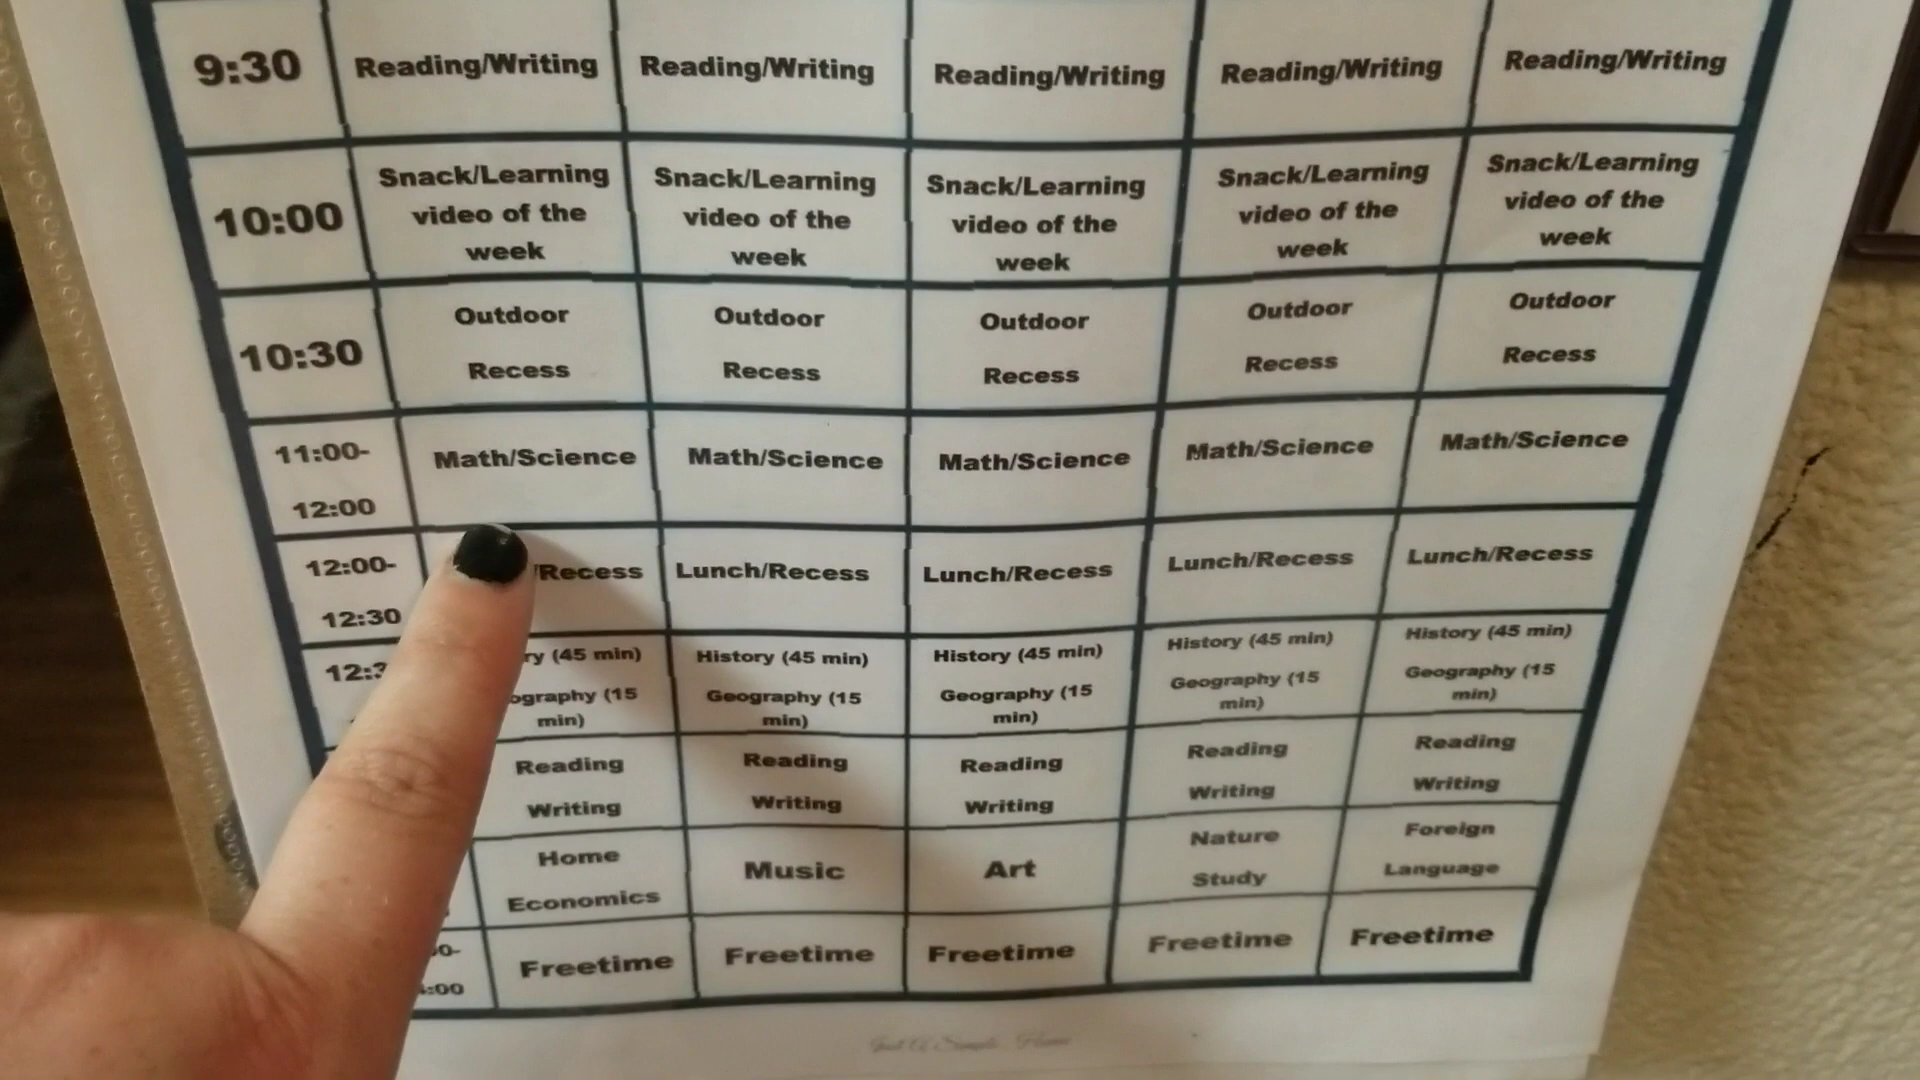 9:30 Reading/Writing Reading/Writing Reading/Writing Reading/Writing Reading/Writing
Snack/Learning Snack/Learning Snack/Learning Snack/Learning Snack/Learning
10:00 video of the video of the video of the video of the video of the
week week week week week
Outdoor Outdoor Outdoor Outdoor Outdoor
10:30
Recess Recess Recess Recess Recess
11:00- Math/Science Math/Science Math/Science Math/Science Math/Science
12:00
12:00- /Recess Lunch/Recess Lunch/Recess Lunch/Recess Lunch/Recess
12:30
12:3 ry (45 min) History (45 min) History (45 min) History (45 min) History (45 min)
ography (15 Geography (15 Geography (15 Geography (15 Geography (15
min) min) min) min) min)
Reading Reading Reading Reading Reading
Writing Writing Writing Writing Writing
Home Music Art Nature Foreign
Economics Study Language
0- Freetime Freetime Freetime Freetime Freetime
:00